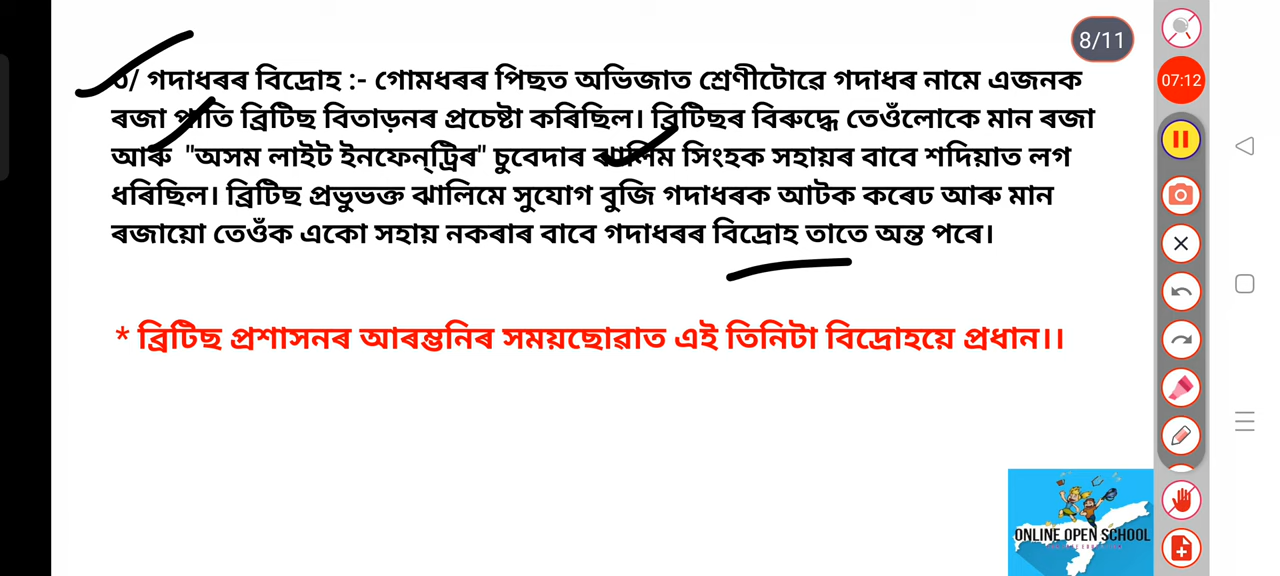 8/11
৩/ গদাধৰৰ বিদ্ৰোহ :- গোমধৰৰ পিছত অভিজাত শ্ৰেণীটোৱে গদাধৰ নামে এজনক
07:12
ৰজা পাতি ব্ৰিটিছ বিতাড়নৰ প্ৰচেষ্টা কৰিছিল। ব্ৰিটিছৰ বিৰুদ্ধে তেওঁলোকে মান ৰজা
আৰু "অসম লাইট ইনফেন্ট্ৰিৰ" চুবেদাৰ ঝালিম সিংহক সহায়ৰ বাবে শদিয়াত লগ
ধৰিছিল। ব্ৰিটিছ প্ৰভুভক্ত ঝালিমে সুযোগ বুজি গদাধৰক আটক কৰেঢ আৰু মান
ৰজায়ো তেওঁক একো সহায় নকৰাৰ বাবে গদাধৰৰ বিদ্ৰোহ তাতে অন্ত পৰে।
* ব্ৰিটিছ প্ৰশাসনৰ আৰম্ভনিৰ সময়ছোৱাত এই তিনিটা বিদ্ৰোহয়ে প্ৰধান।।
ONLINE OPEN SCHOOL